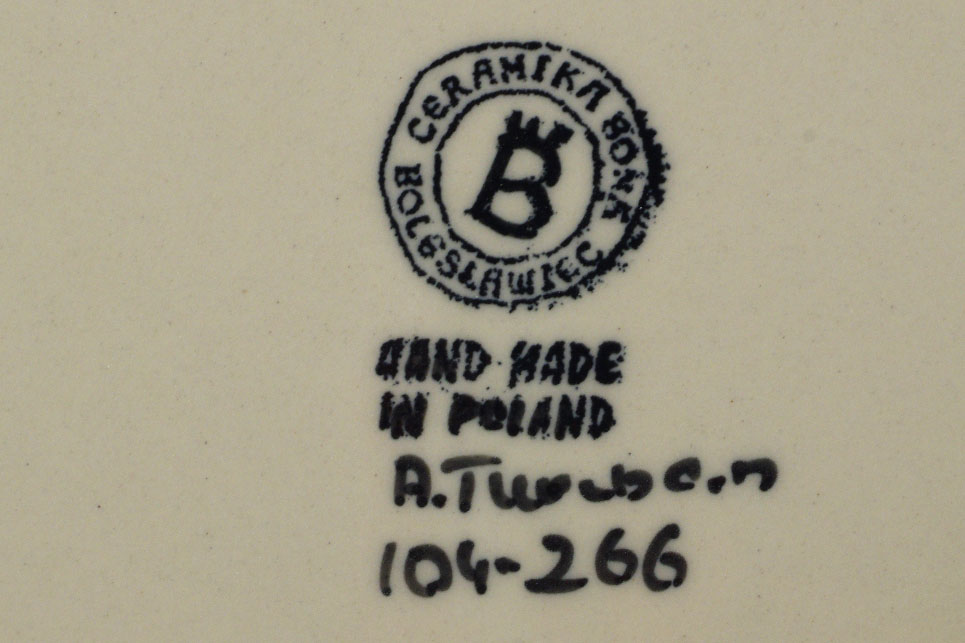 CERAMIKA BONA
BOLESŁAWIEC
B
HAND MADE
IN POLAND
104-266